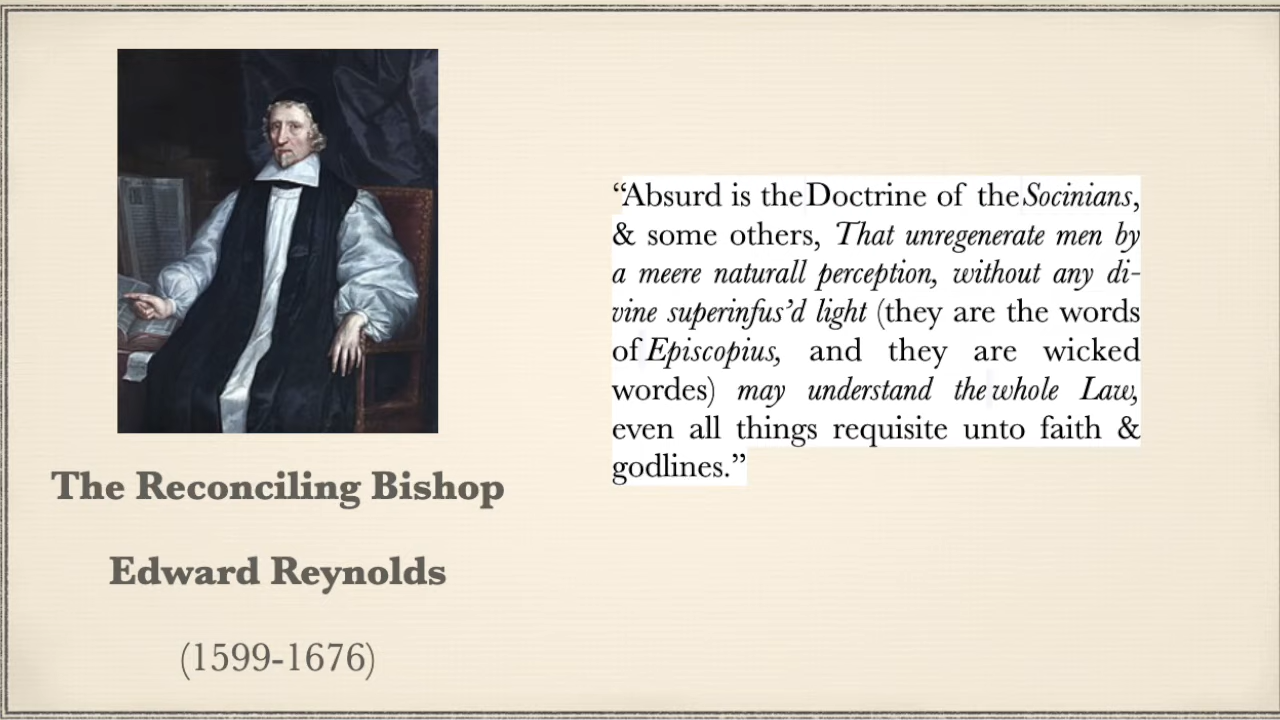 “Absurd is the Doctrine of the Socinians,
& some others, That unregenerate men by
a meere naturall perception, without any di-
vine superinfus’d light (they are the words
of Episcopius, and they are wicked
wordes) may understand the whole Law,
even all things requisite unto faith &
godlines.”
The Reconciling Bishop
Edward Reynolds
(1599-1676)